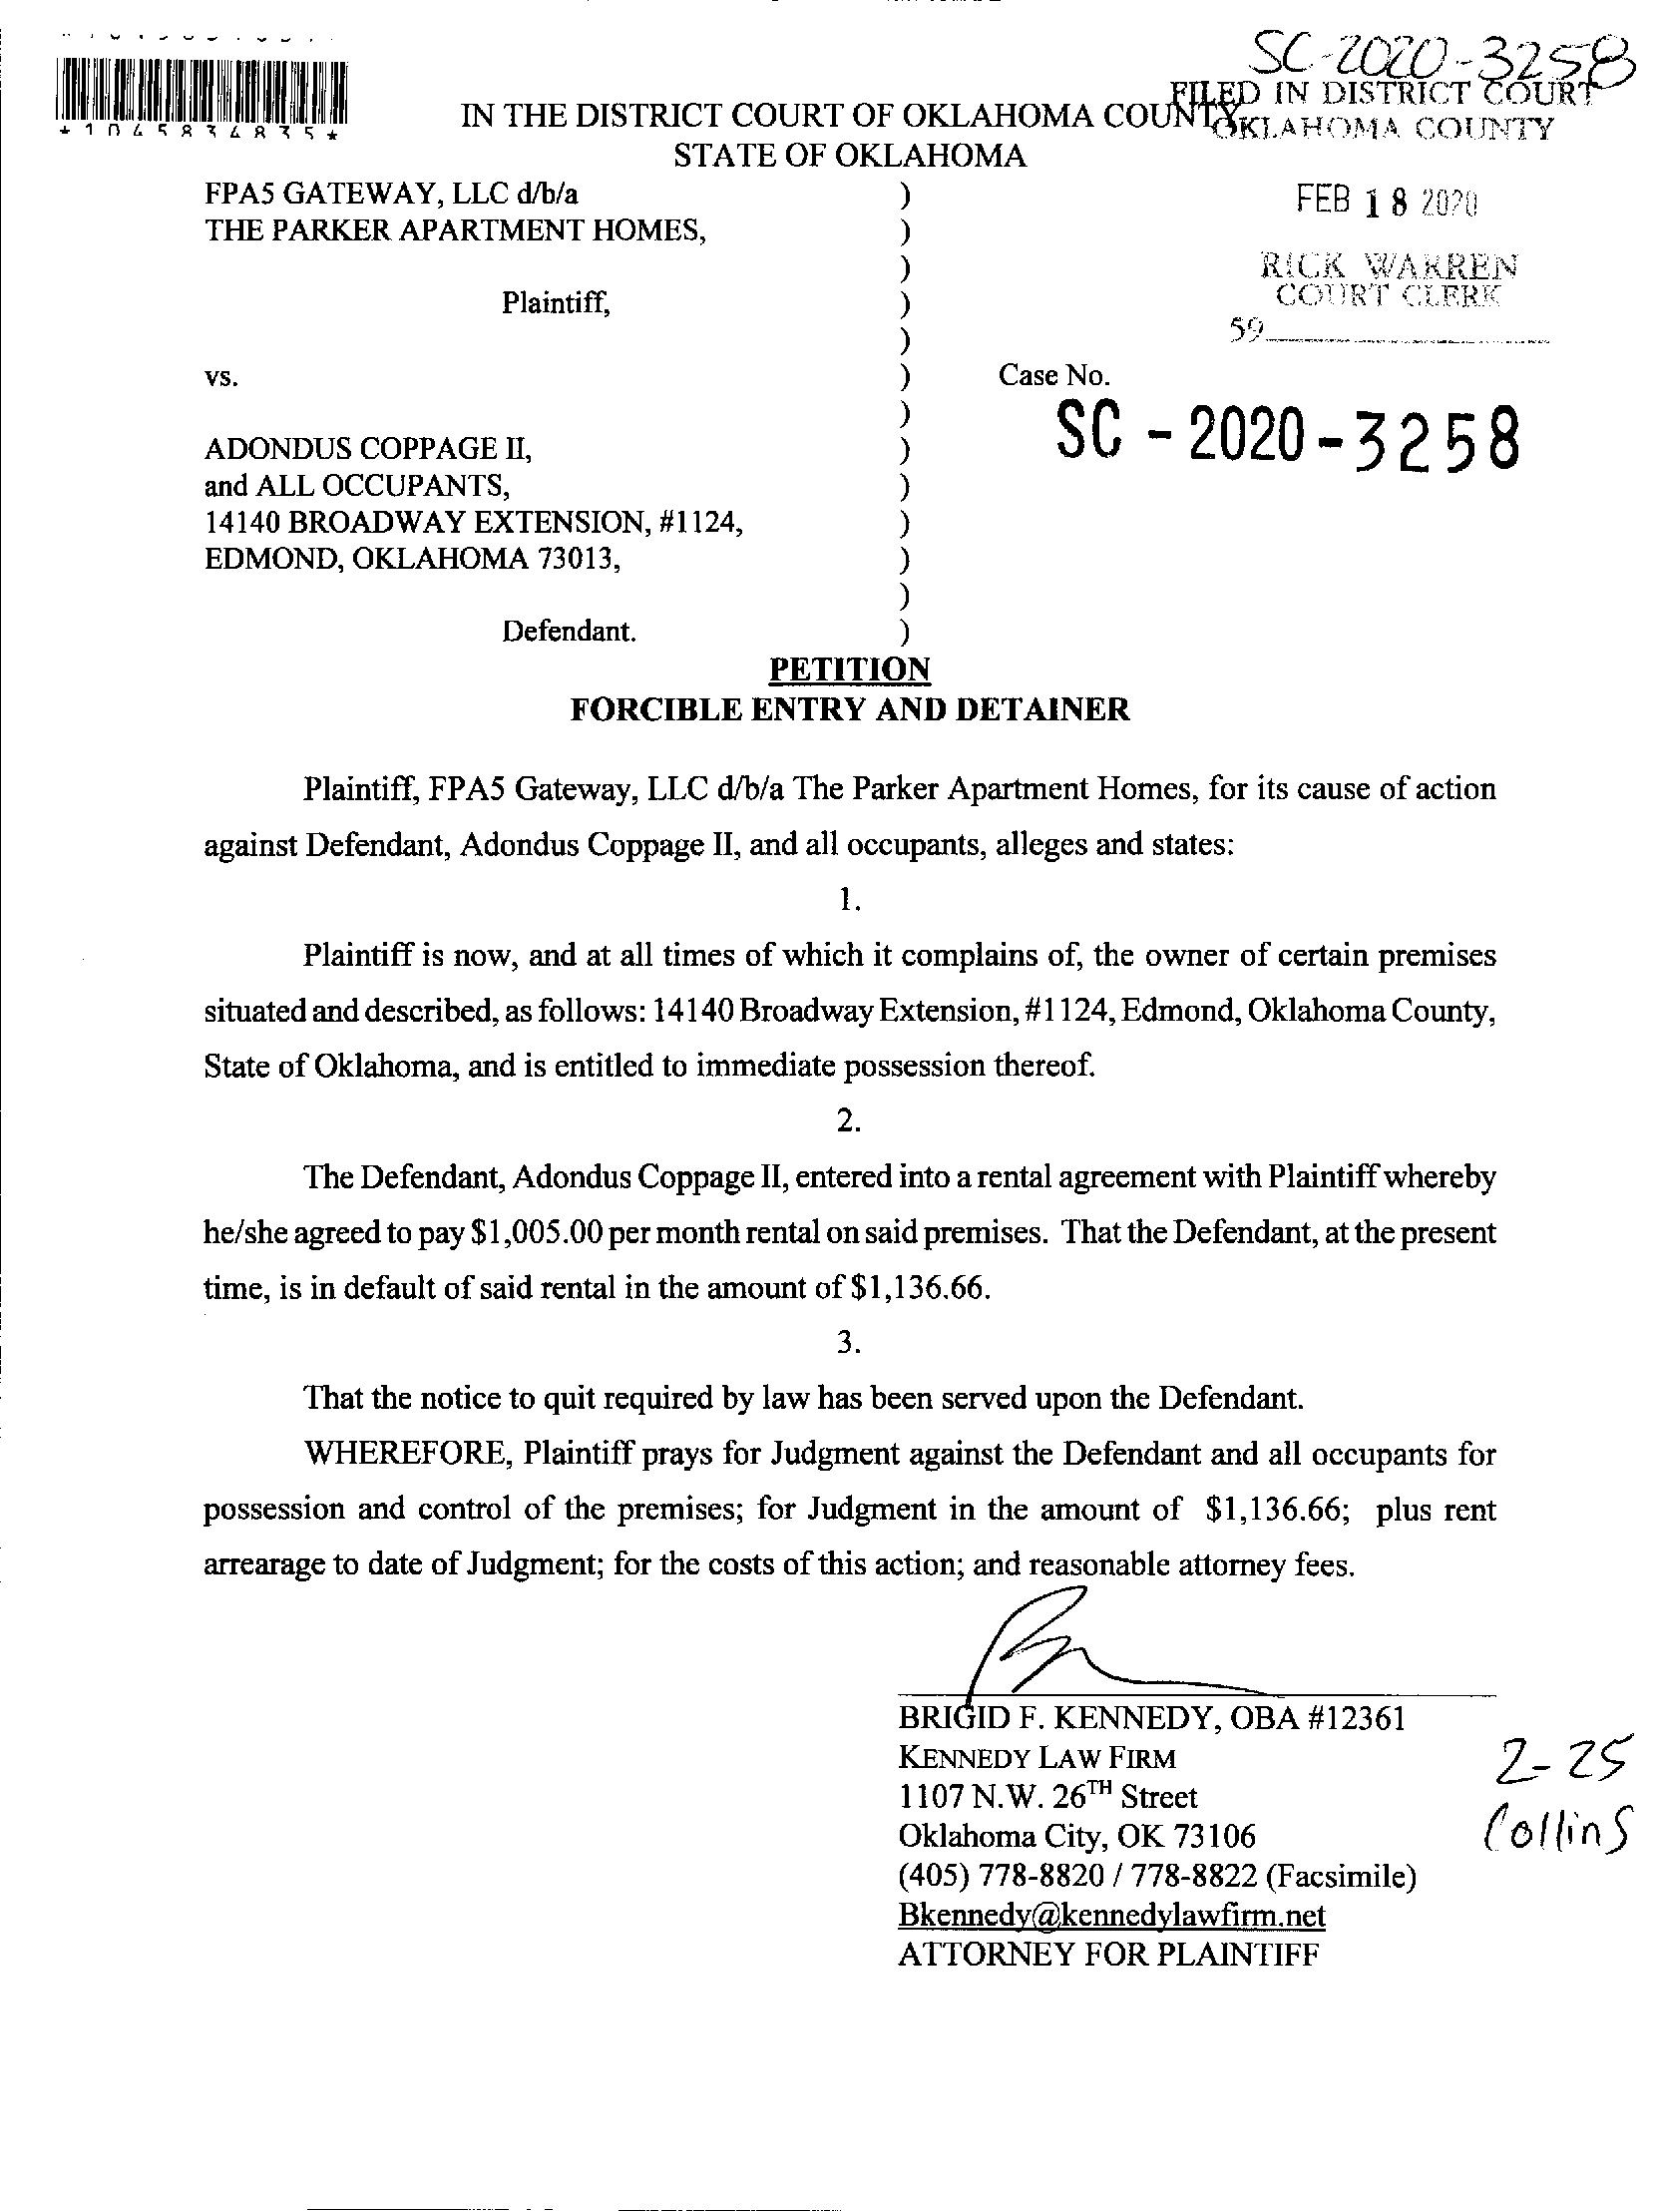 SC-2020-3258
*1045834835*
FILED IN DISTRICT COURT
OKLAHOMA COUNTY
IN THE DISTRICT COURT OF OKLAHOMA COUNTY
STATE OF OKLAHOMA
FEB 18 2020
RICK WARREN
COURT CLERK
59
FPA5 GATEWAY, LLC d/b/a )
THE PARKER APARTMENT HOMES, )
)
Plaintiff, )
)
vs. ) Case No.
) SC-2020-3258
ADONDUS COPPAGE II, )
and ALL OCCUPANTS, )
14140 BROADWAY EXTENSION, #1124, )
EDMOND, OKLAHOMA 73013, )
)
Defendant. )
PETITION
FORCIBLE ENTRY AND DETAINER
Plaintiff, FPA5 Gateway, LLC d/b/a The Parker Apartment Homes, for its cause of action
against Defendant, Adondus Coppage II, and all occupants, alleges and states:
1.
Plaintiff is now, and at all times of which it complains of, the owner of certain premises
situated and described, as follows: 14140 Broadway Extension, #1124, Edmond, Oklahoma County,
State of Oklahoma, and is entitled to immediate possession thereof.
2.
The Defendant, Adondus Coppage II, entered into a rental agreement with Plaintiff whereby
he/she agreed to pay $1,005.00 per month rental on said premises. That the Defendant, at the present
time, is in default of said rental in the amount of $1,136.66.
3.
That the notice to quit required by law has been served upon the Defendant.
WHEREFORE, Plaintiff prays for Judgment against the Defendant and all occupants for
possession and control of the premises; for Judgment in the amount of $1,136.66; plus rent
arrearage to date of Judgment; for the costs of this action; and reasonable attorney fees.
BRIGID F. KENNEDY, OBA #12361
KENNEDY LAW FIRM
1107 N.W. 26TH Street
Oklahoma City, OK 73106
(405) 778-8820 / 778-8822 (Facsimile)
Bkennedy@kennedylawfirm.net
ATTORNEY FOR PLAINTIFF
2-25
Collins